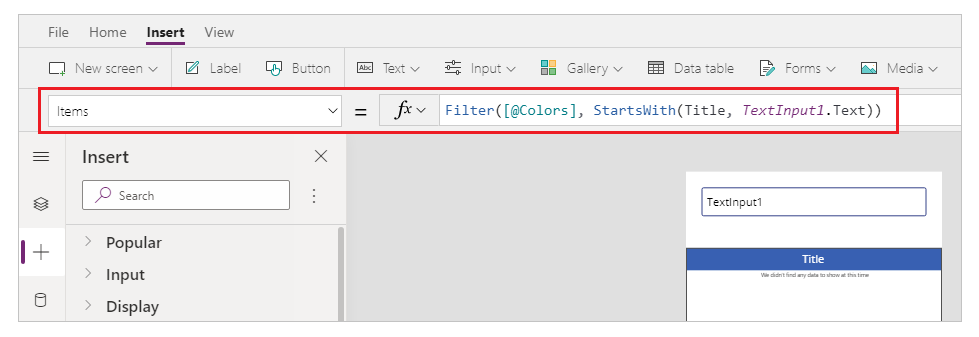 File Home Insert View
New screen Label Button Abc Text Input Gallery Data table Forms Media
Items = fx Filter([@Colors], StartsWith(Title, TextInput1.Text))
Insert
Search
TextInput1
Popular
Title
We didn't find any data to show at this time
Input
Display